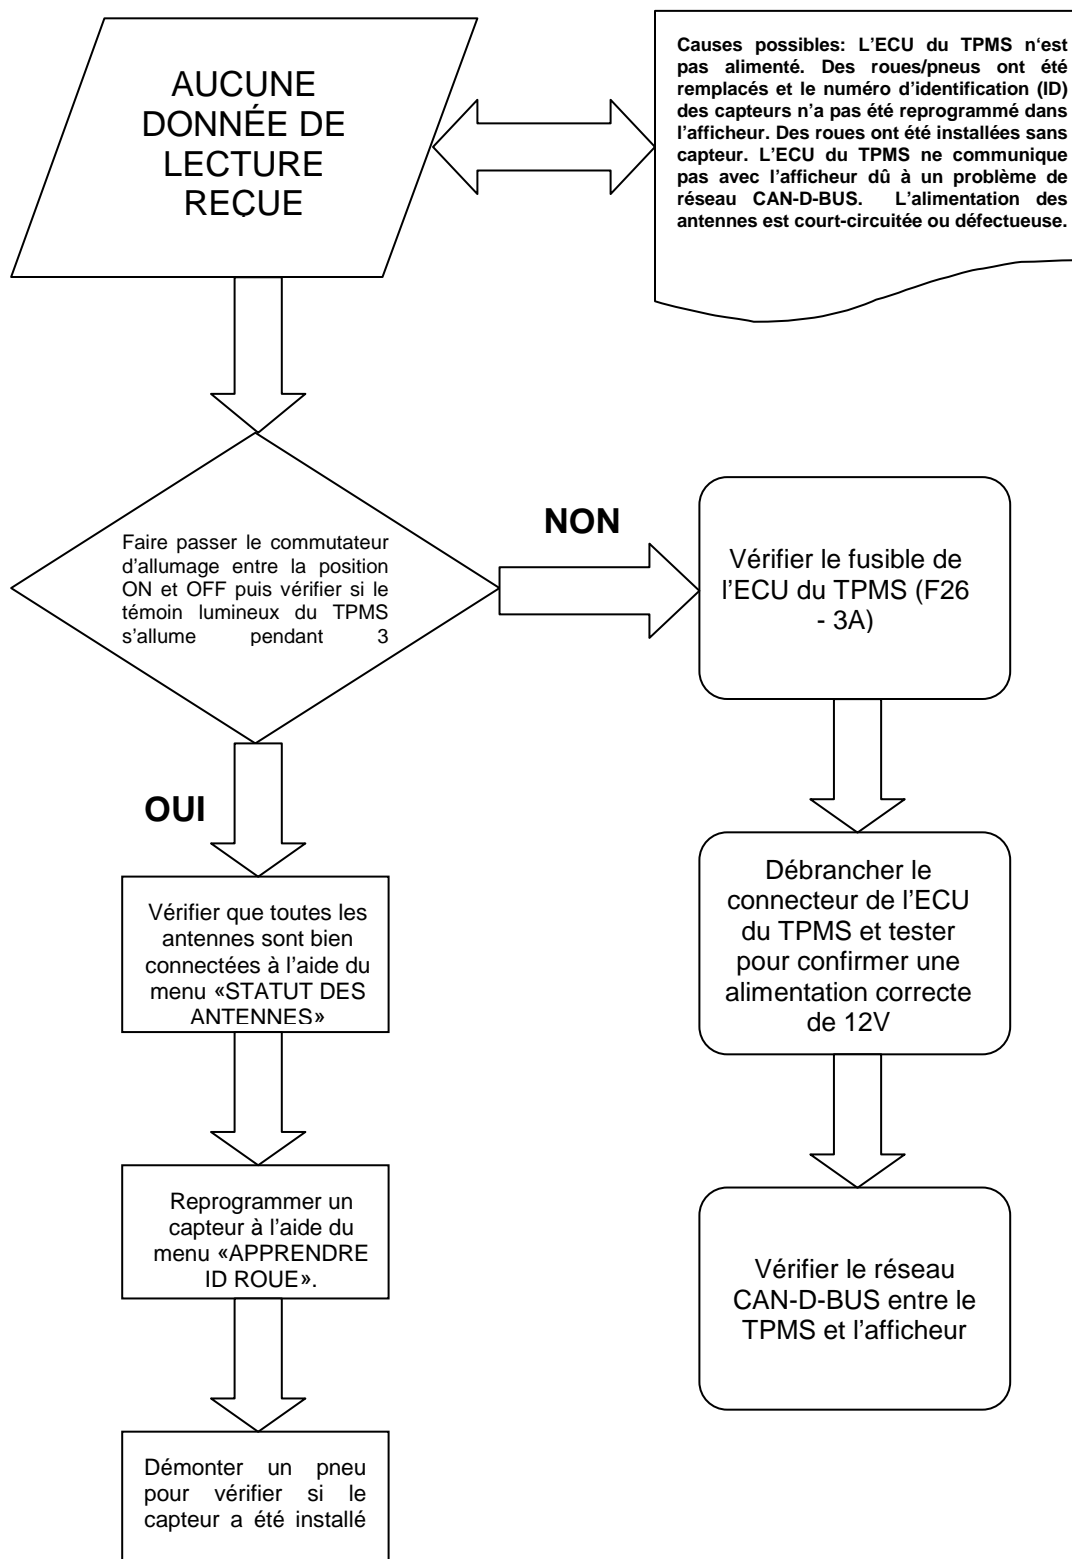 AUCUNE
DONNÉE DE
LECTURE
REÇUE
Causes possibles: L’ECU du TPMS n‘est
pas alimenté. Des roues/pneus ont été
remplacés et le numéro d’identification (ID)
des capteurs n’a pas été reprogrammé dans
l’afficheur. Des roues ont été installées sans
capteur. L’ECU du TPMS ne communique
pas avec l’afficheur dû à un problème de
réseau CAN-D-BUS. L’alimentation des
antennes est court-circuitée ou défectueuse.
Faire passer le commutateur
d’allumage entre la position
ON et OFF puis vérifier si le
témoin lumineux du TPMS
s’allume pendant 3
NON
Vérifier le fusible de
l’ECU du TPMS (F26
- 3A)
OUI
Vérifier que toutes les
antennes sont bien
connectées à l’aide du
menu «STATUT DES
ANTENNES»
Débrancher le
connecteur de l’ECU
du TPMS et tester
pour confirmer une
alimentation correcte
de 12V
Reprogrammer un
capteur à l’aide du
menu «APPRENDRE
ID ROUE».
Vérifier le réseau
CAN-D-BUS entre le
TPMS et l’afficheur
Démonter un pneu
pour vérifier si le
capteur a été installé